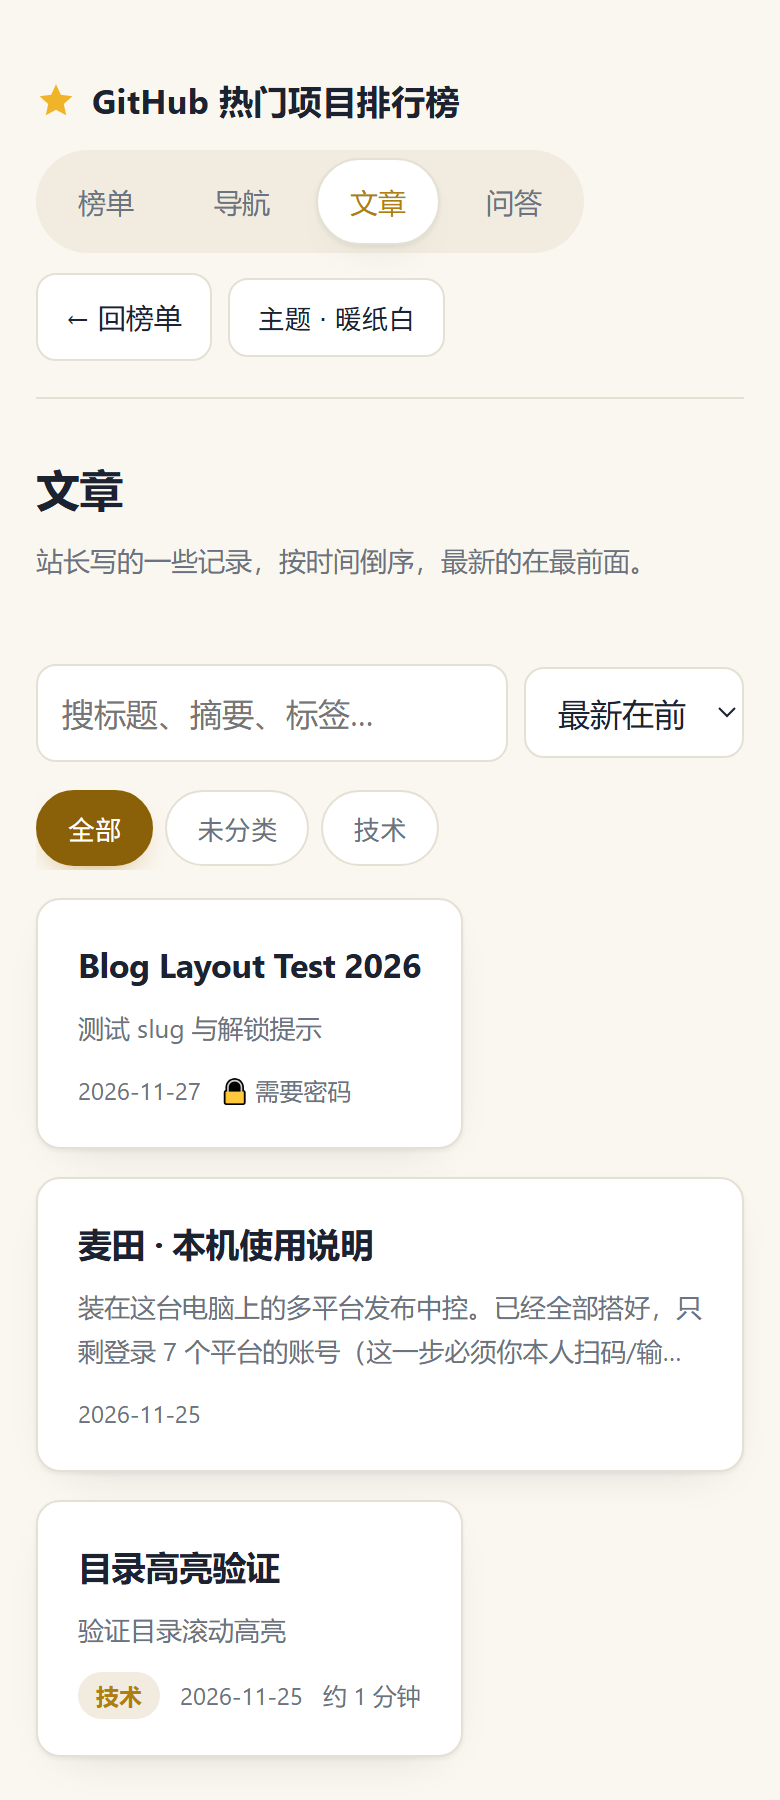 GitHub 热门项目排行榜
榜单 导航 文章 问答
← 回榜单 主题 · 暖纸白
文章
站长写的一些记录，按时间倒序，最新的在最前面。
搜标题、摘要、标签... 最新在前
全部 未分类 技术
Blog Layout Test 2026
测试 slug 与解锁提示
2026-11-27 需要密码
麦田 · 本机使用说明
装在这台电脑上的多平台发布中控。已经全部搭好，只
剩登录 7 个平台的账号（这一步必须你本人扫码/输...
2026-11-25
目录高亮验证
验证目录滚动高亮
技术 2026-11-25 约 1 分钟